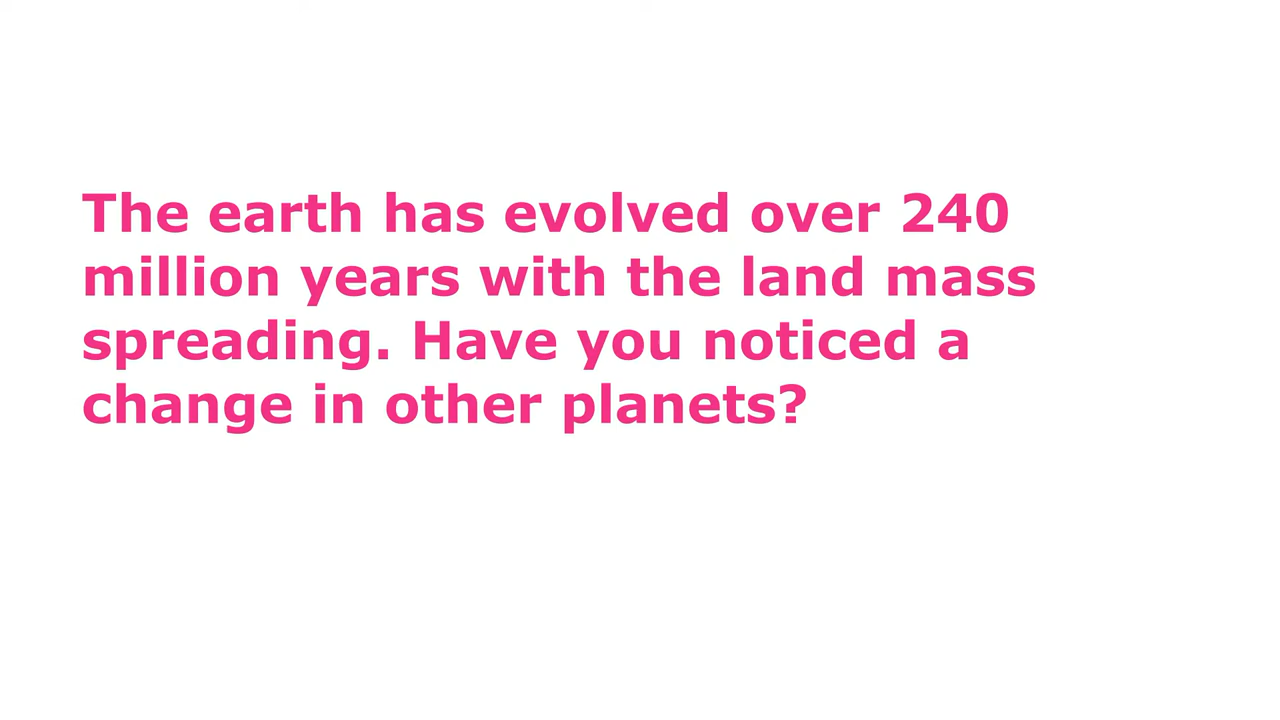 The earth has evolved over 240
million years with the land mass
spreading. Have you noticed a
change in other planets?